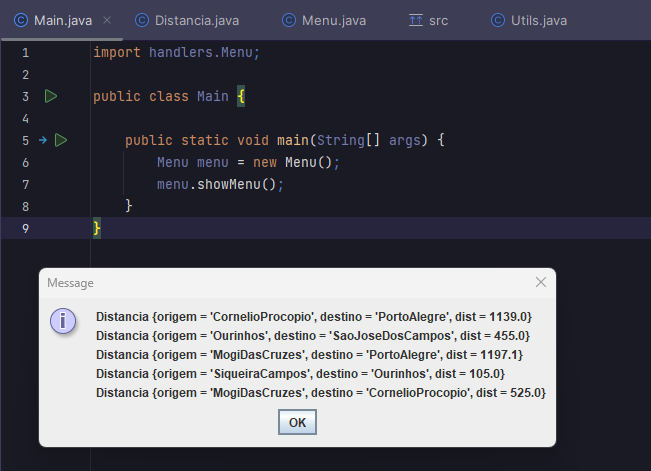 Main.java
Distancia.java
Menu.java
src
Utils.java
1 import handlers.Menu;
2
3 public class Main {
4
5 public static void main(String[] args) {
6 Menu menu = new Menu();
7 menu.showMenu();
8 }
9 }
Message
Distancia {origem = 'CornelioProcopio', destino = 'PortoAlegre', dist = 1139.0}
Distancia {origem = 'Ourinhos', destino = 'SaoJoseDosCampos', dist = 455.0}
Distancia {origem = 'MogiDasCruzes', destino = 'PortoAlegre', dist = 1197.1}
Distancia {origem = 'SiqueiraCampos', destino = 'Ourinhos', dist = 105.0}
Distancia {origem = 'MogiDasCruzes', destino = 'CornelioProcopio', dist = 525.0}
OK